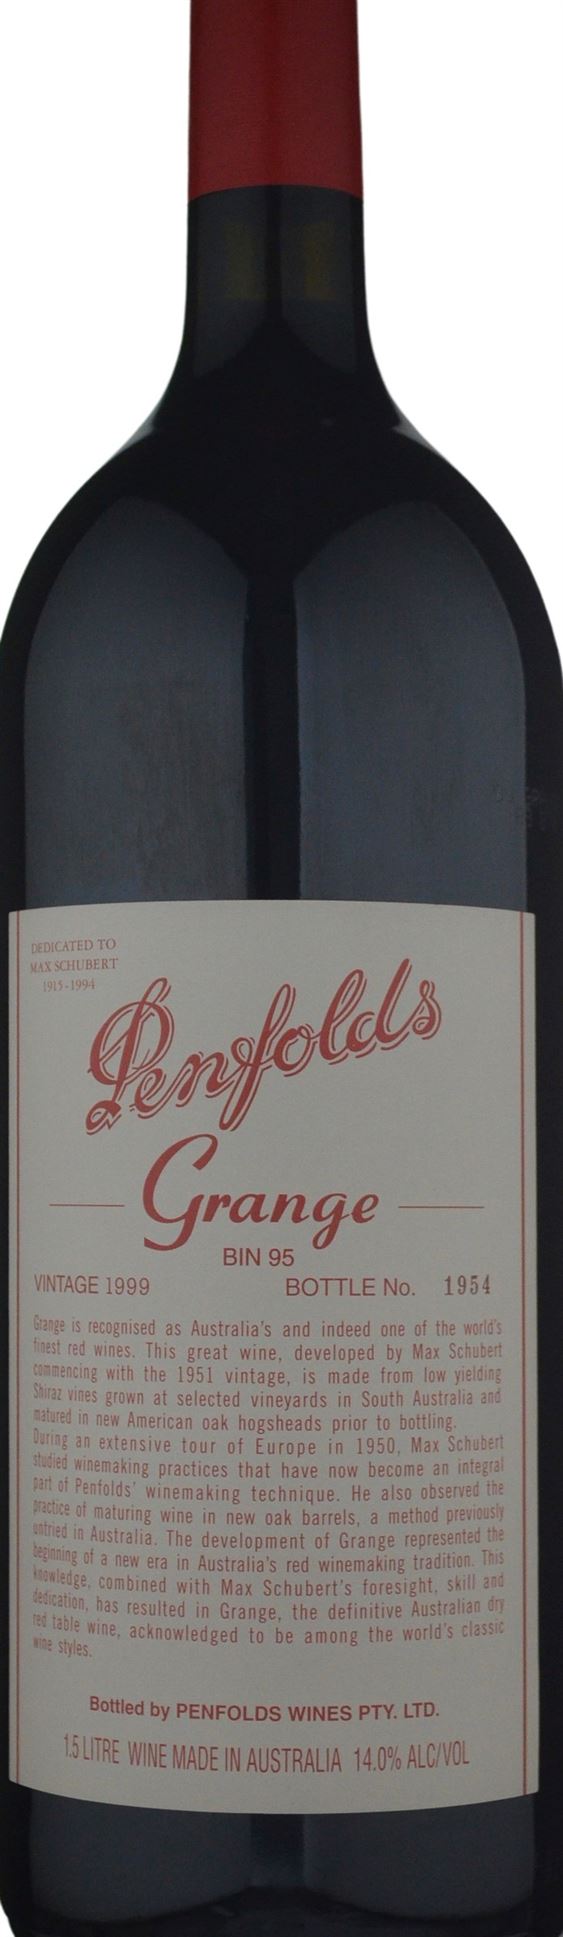 DEDICATED TO
MAX SCHUBERT
1915-1994
Penfolds
Grange
BIN 95
VINTAGE 1999 BOTTLE No. 1954
Grange is recognised as Australia's and indeed one of the world's
finest red wines. This great wine, developed by Max Schubert
commencing with the 1951 vintage, is made from low yielding
Shiraz vines grown at selected vineyards in South Australia and
matured in new American oak hogsheads prior to bottling.
During an extensive tour of Europe in 1950, Max Schubert
studied winemaking practices that have now become an integral
part of Penfolds' winemaking technique. He also observed the
practice of maturing wine in new oak barrels, a method previously
untried in Australia. The development of Grange represented the
beginning of a new era in Australia's red winemaking tradition. This
knowledge, combined with Max Schubert's foresight, skill and
dedication, has resulted in Grange, the definitive Australian dry
red table wine, acknowledged to be among the world's classic
wine styles.
Bottled by PENFOLDS WINES PTY. LTD.
1.5 LITRE WINE MADE IN AUSTRALIA 14.0% ALC/VOL